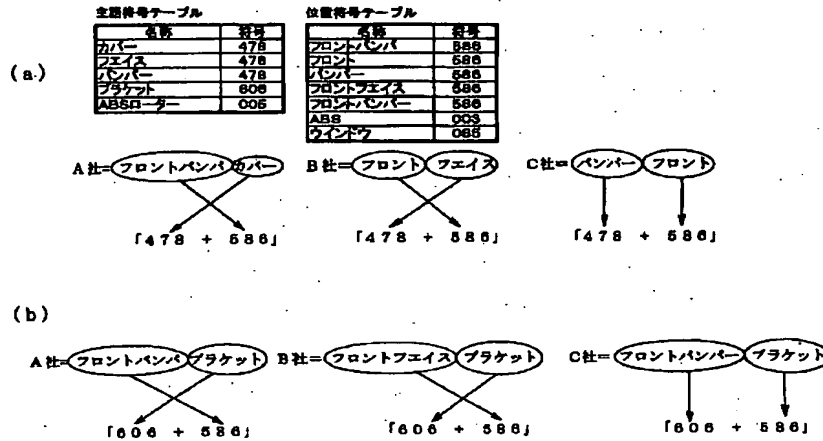 主題符号テーブル 位置符号テーブル
名称 符号 名称 符号
カバー 478 フロントバンパ 586
フェイス 478 フロント 586
バンパー 478 バンパー 586
ブラケット 606 フロントフェイス 586
ABSローター 005 フロントバンパー 586
ABS 003
ウインドウ 085
(a)
A社=フロントバンパ カバー B社=フロント フェイス C社=バンパー フロント
「478 + 586」 「478 + 586」 「478 + 586」
(b)
A社=フロントバンパ ブラケット B社=フロントフェイス ブラケット C社=フロントバンパー ブラケット
「606 + 586」 「606 + 586」 「606 + 586」